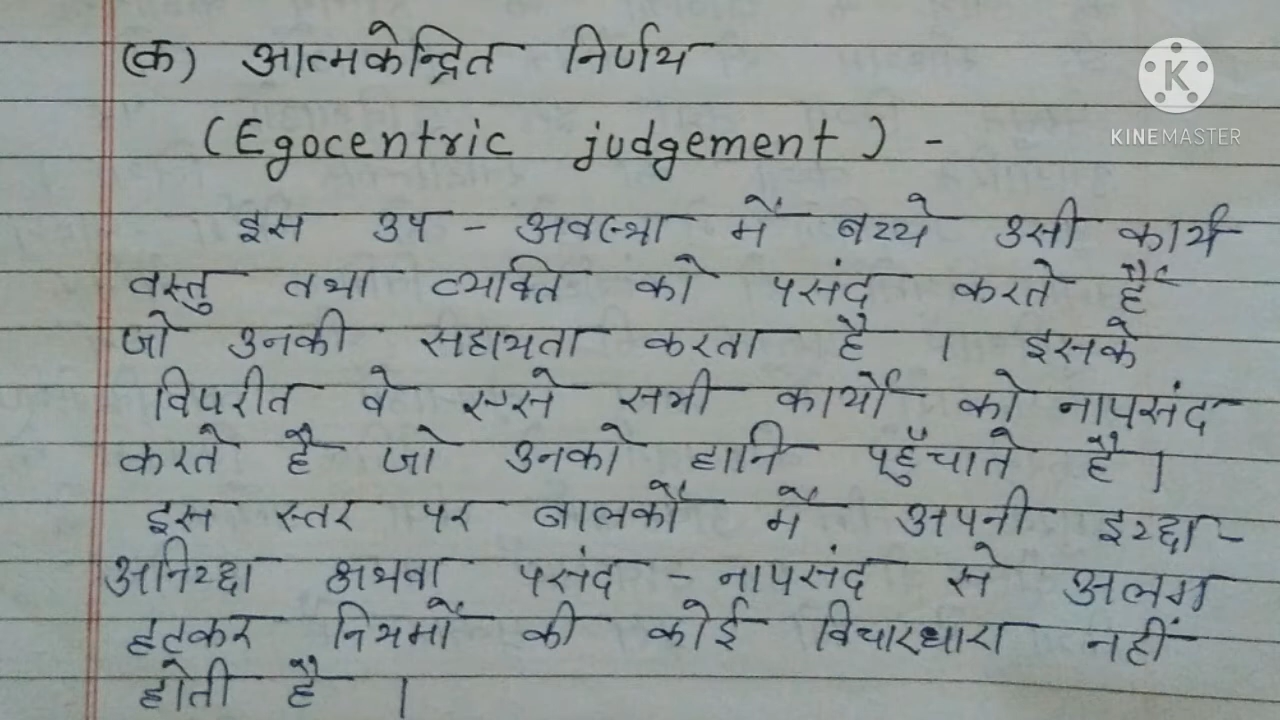 (क) आत्मकेन्द्रित निर्णय
K
KINEMASTER
(Egocentric judgement) -
इस उप - अवस्था में बच्चे उसी कार्य
वस्तु तथा व्यक्ति को पसंद करते हैं
जो उनकी सहायता करता है । इसके
विपरीत वे ऐसे सभी कार्यों को नापसंद
करते हैं जो उनको हानि पहुँचाते हैं ।
इस स्तर पर बालकों में अपनी इच्छा -
अनिच्छा अथवा पसंद - नापसंद से अलग
हटकर नियमों की कोई विचारधारा नहीं
होती है ।